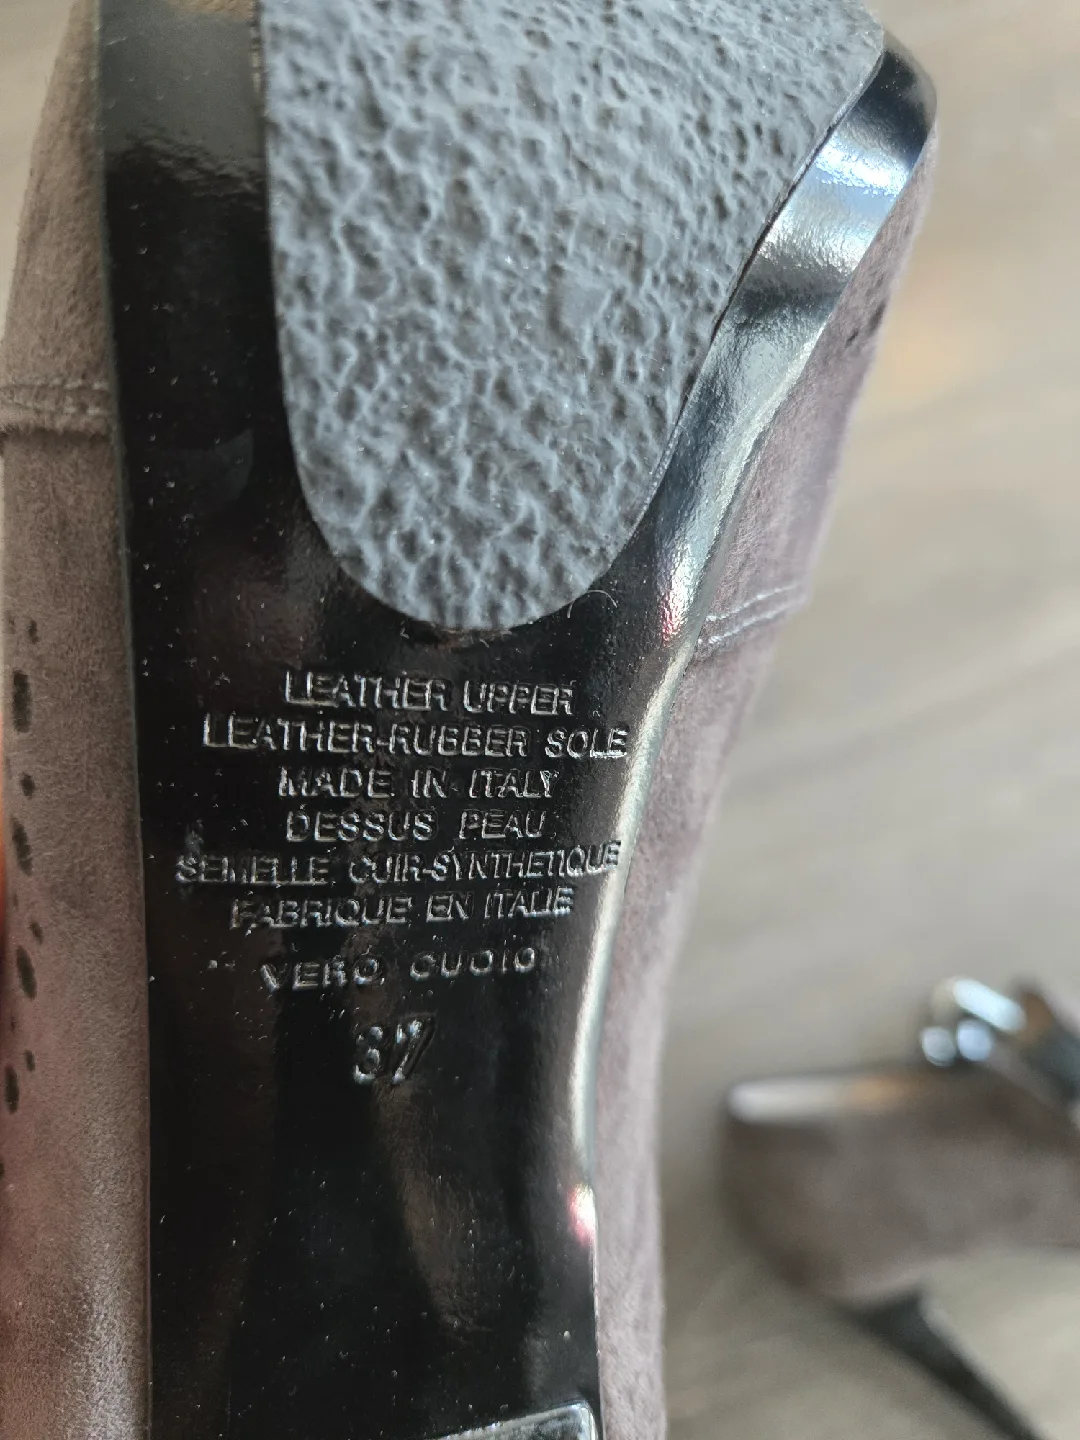 LEATHER UPPER
LEATHER-RUBBER SOLE
MADE IN ITALY
DESSUS PEAU
SEMELLE CUIR-SYNTHETIQUE
FABRIQUE EN ITALIE
VERO CUOIO
37